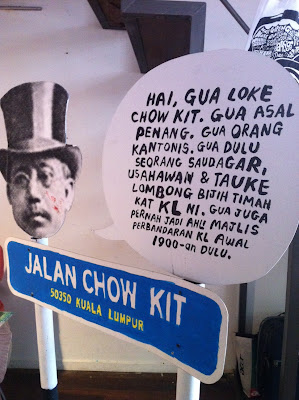 HAI, GUA LOKE
CHOW KIT. GUA ASAL
PENANG. GUA ORANG
KANTONIS. GUA DULU
SEORANG SAUDAGAR,
USAHAWAN & TAUKE
LOMBONG BIJIH TIMAH
KAT KL NI. GUA JUGA
PERNAH JADI AHLI MAJLIS
PERBANDARAN KL AWAL
1900-an DULU.
JALAN CHOW KIT
50350 KUALA LUMPUR